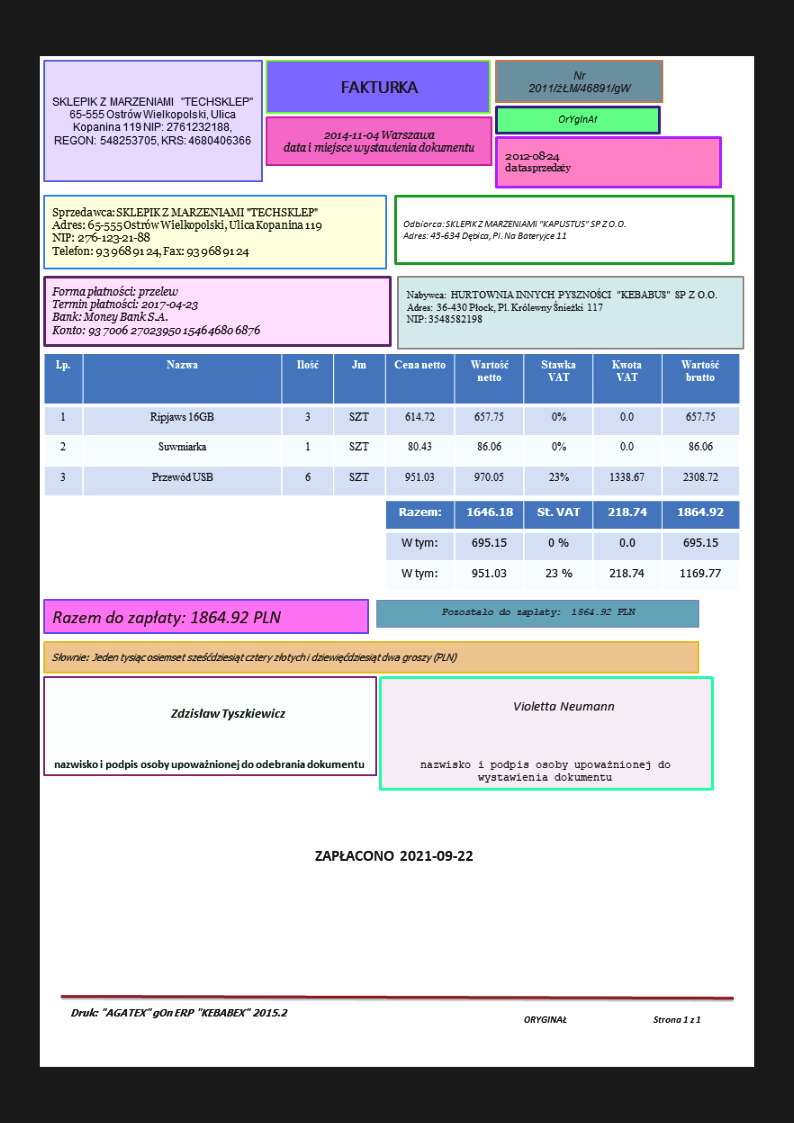 SKLEPIK Z MARZENIAMI "TECHSKLEP"
65-555 Ostrów Wielkopolski, Ulica
Kopanina 119 NIP: 2761232188,
REGON: 548253705, KRS: 4680406366
FAKTURKA
2014-11-04 Warszawa
data i miejsce wystawienia dokumentu
Nr
2011/żŁM/46891/gW
OrYgInAł
2012-08-24
data sprzedaży
Sprzedawca: SKLEPIK Z MARZENIAMI "TECHSKLEP"
Adres: 65-555 Ostrów Wielkopolski, Ulica Kopanina 119
NIP: 276-123-21-88
Telefon: 93 968 91 24, Fax: 93 968 91 24
Odbiorca: SKLEPIK Z MARZENIAMI "KAPUSTUS" SP Z O.O.
Adres: 45-634 Dębica, Pl. Na Bateryjce 11
Forma płatności: przelew
Termin płatności: 2017-04-23
Bank: Money Bank S.A.
Konto: 93 7006 2702 3950 1546 4680 6876
Nabywca: HURTOWNIA INNYCH PYSZNOŚCI "KEBABUS" SP Z O.O.
Adres: 36-430 Płock, Pl. Królewny Śnieżki 117
NIP: 3548582198
Lp. Nazwa Ilość Jm Cena netto Wartość netto Stawka VAT Kwota VAT Wartość brutto
1 Ripjaws 16GB 3 SZT 614.72 657.75 0% 0.0 657.75
2 Suwmiarka 1 SZT 80.43 86.06 0% 0.0 86.06
3 Przewód USB 6 SZT 951.03 970.05 23% 1338.67 2308.72
Razem: 1646.18 St. VAT 218.74 1864.92
W tym: 695.15 0 % 0.0 695.15
W tym: 951.03 23 % 218.74 1169.77
Razem do zapłaty: 1864.92 PLN
Pozostało do zapłaty: 1864.92 PLN
Słownie: Jeden tysiąc osiemset sześćdziesiąt cztery złotych i dziewięćdziesiąt dwa groszy (PLN)
Zdzisław Tyszkiewicz
nazwisko i podpis osoby upoważnionej do odebrania dokumentu
Violetta Neumann
nazwisko i podpis osoby upoważnionej do
wystawienia dokumentu
ZAPŁACONO 2021-09-22
Druk: "AGATEX" gOn ERP "KEBABEX" 2015.2
ORYGINAŁ Strona 1 z 1